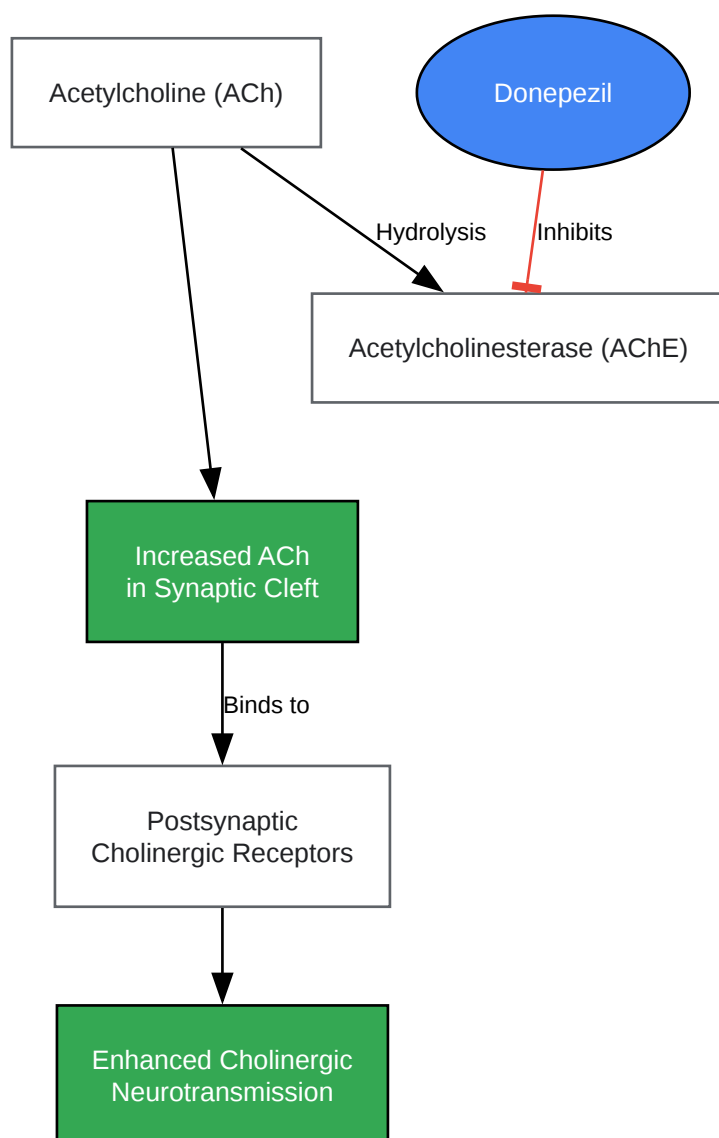 Acetylcholine (ACh)
Donepezil
Hydrolysis
Inhibits
Acetylcholinesterase (AChE)
Increased ACh
in Synaptic Cleft
Binds to
Postsynaptic
Cholinergic Receptors
Enhanced Cholinergic
Neurotransmission